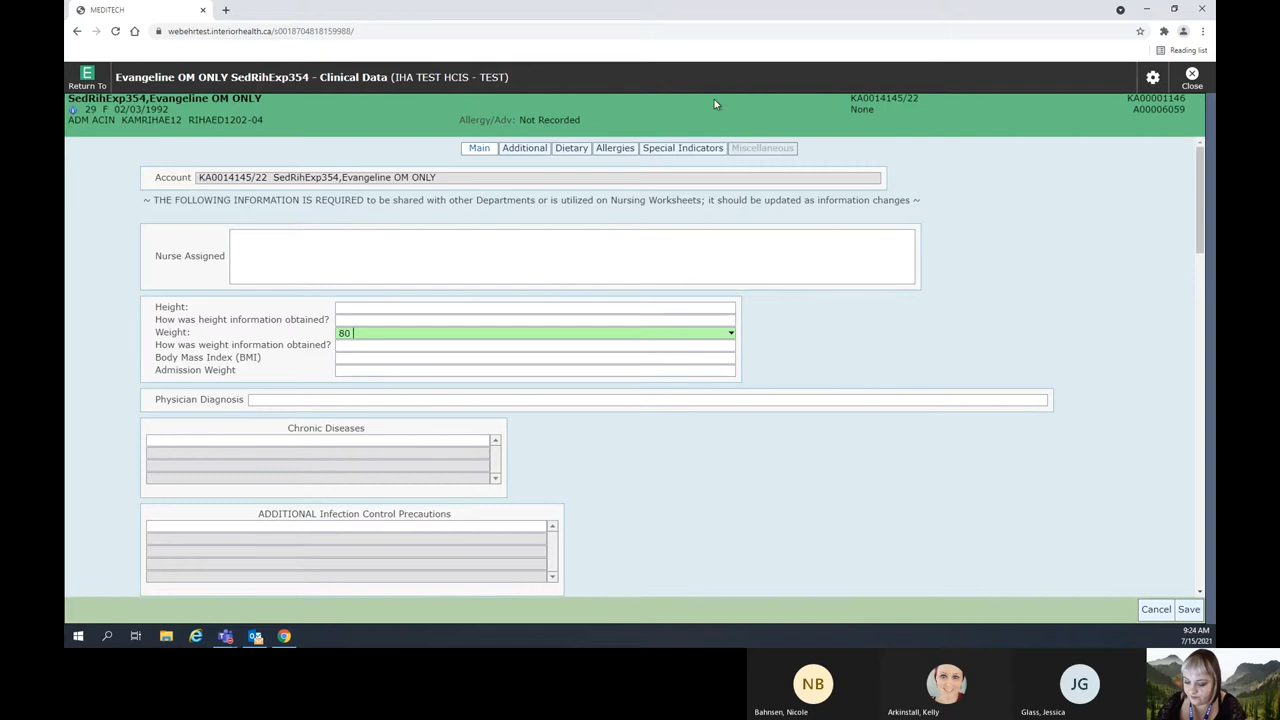 MEDITECH
webehrtest.interiorhealth.ca/s0018704818159988/
Reading list
E
Return To
Evangeline OM ONLY SedRihExp354 - Clinical Data (IHA TEST HCIS - TEST)
Close
SedRihExp354,Evangeline OM ONLY
KA0014145/22
KA00001146
29 F 02/03/1992
None
A00006059
ADM ACIN KAMRIHAE12 RIHAED1202-04
Allergy/Adv: Not Recorded
Main Additional Dietary Allergies Special Indicators Miscellaneous
Account KA0014145/22 SedRihExp354,Evangeline OM ONLY
~ THE FOLLOWING INFORMATION IS REQUIRED to be shared with other Departments or is utilized on Nursing Worksheets; it should be updated as information changes ~
Nurse Assigned
Height:
How was height information obtained?
Weight: 80
How was weight information obtained?
Body Mass Index (BMI)
Admission Weight
Physician Diagnosis
Chronic Diseases
ADDITIONAL Infection Control Precautions
Cancel Save
9:24 AM
7/15/2021
NB
JG
Bahnsen, Nicole
Arkinstall, Kelly
Glass, Jessica